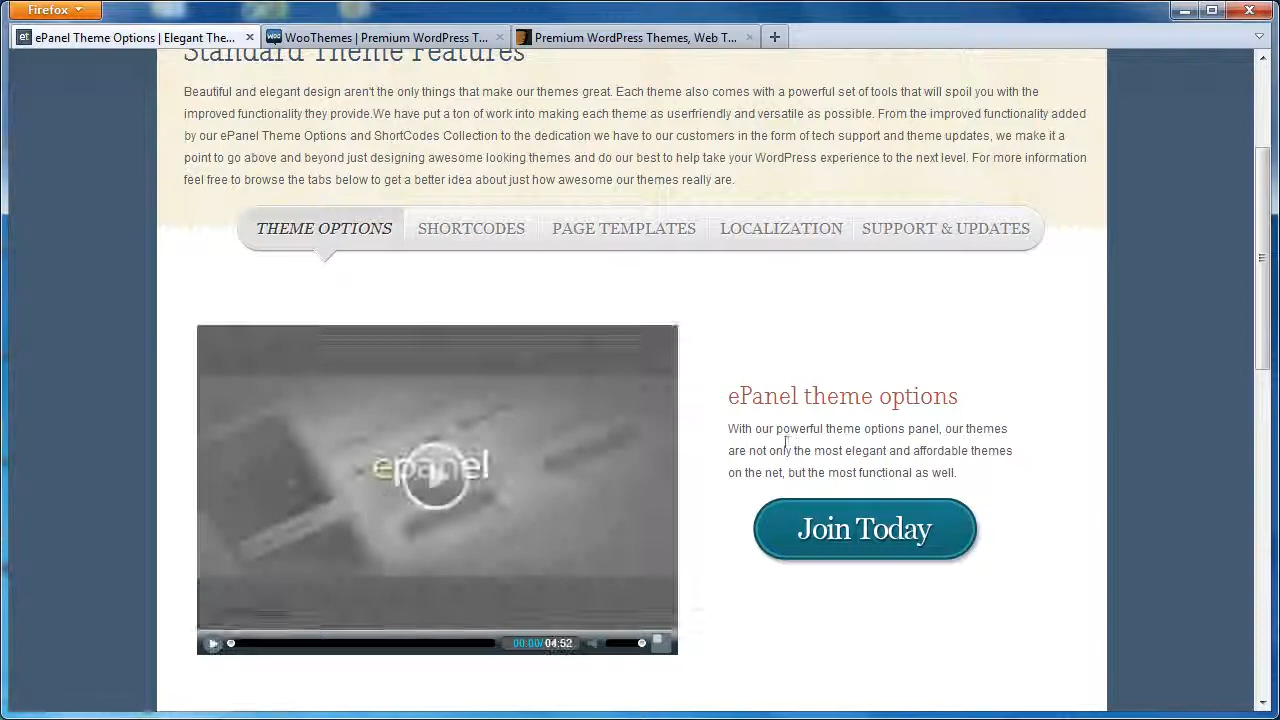 Firefox
ePanel Theme Options | Elegant The...
WooThemes | Premium WordPress T...
Premium WordPress Themes, Web T...
Standard Theme Features
Beautiful and elegant design aren't the only things that make our themes great. Each theme also comes with a powerful set of tools that will spoil you with the
improved functionality they provide.We have put a ton of work into making each theme as userfriendly and versatile as possible. From the improved functionality added
by our ePanel Theme Options and ShortCodes Collection to the dedication we have to our customers in the form of tech support and theme updates, we make it a
point to go above and beyond just designing awesome looking themes and do our best to help take your WordPress experience to the next level. For more information
feel free to browse the tabs below to get a better idea about just how awesome our themes really are.
THEME OPTIONS SHORTCODES PAGE TEMPLATES LOCALIZATION SUPPORT & UPDATES
epanel
00:00/04:52
ePanel theme options
With our powerful theme options panel, our themes
are not only the most elegant and affordable themes
on the net, but the most functional as well.
Join Today